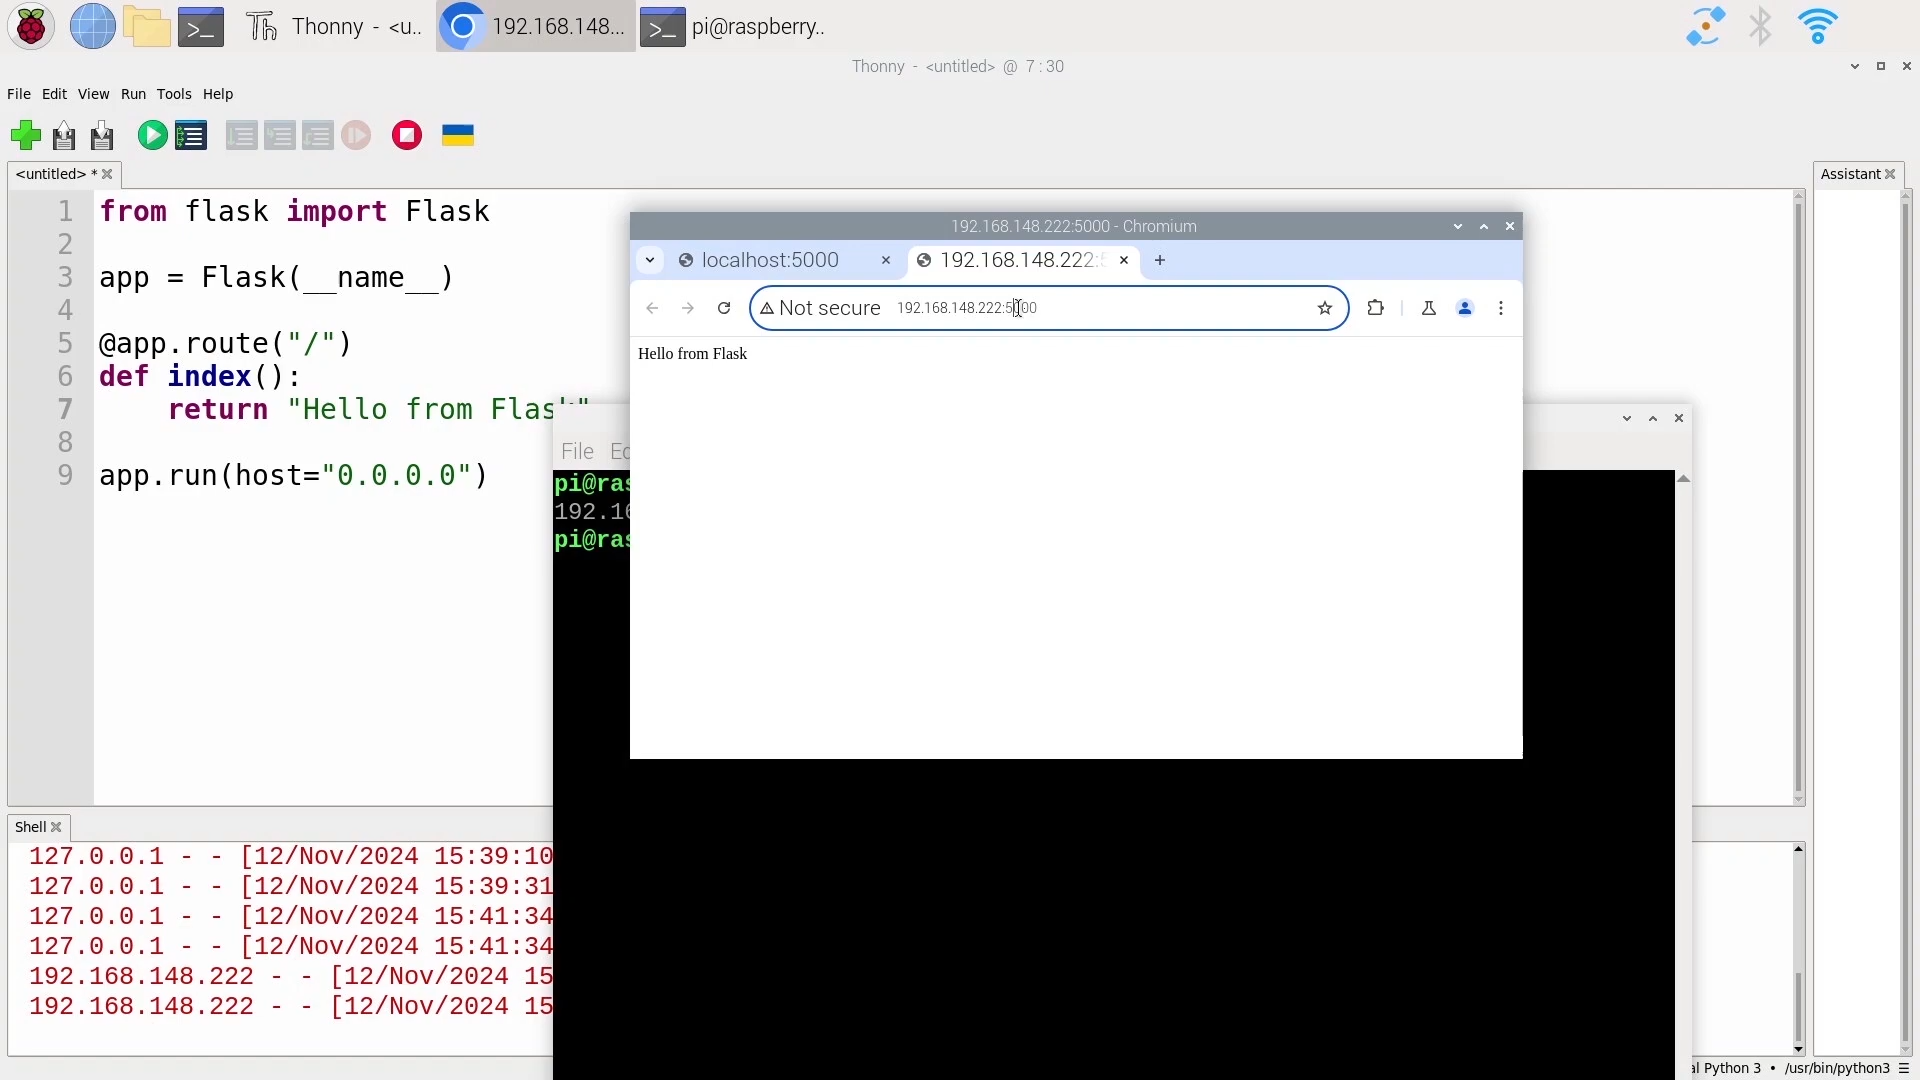 Thonny - <u..
192.168.148...
pi@raspberry..
Thonny - <untitled> @ 7:30
File Edit View Run Tools Help
<untitled> *
Assistant
1 from flask import Flask
2
3 app = Flask(__name__)
4
5 @app.route("/")
6 def index():
7 return "Hello from Flask"
8
9 app.run(host="0.0.0.0")
192.168.148.222:5000 - Chromium
localhost:5000
192.168.148.222:5
Not secure 192.168.148.222:5000
Hello from Flask
File Ed
pi@ras
192.16
pi@ras
Shell
127.0.0.1 - - [12/Nov/2024 15:39:10
127.0.0.1 - - [12/Nov/2024 15:39:31
127.0.0.1 - - [12/Nov/2024 15:41:34
127.0.0.1 - - [12/Nov/2024 15:41:34
192.168.148.222 - - [12/Nov/2024 15
192.168.148.222 - - [12/Nov/2024 15
al Python 3 • /usr/bin/python3 ☰